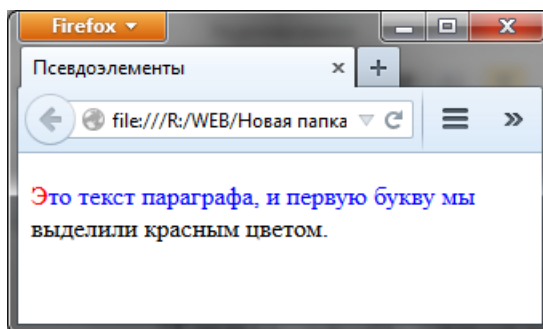 Firefox
Псевдоэлементы
file:///R:/WEB/Новая папка
Это текст параграфа, и первую букву мы
выделили красным цветом.